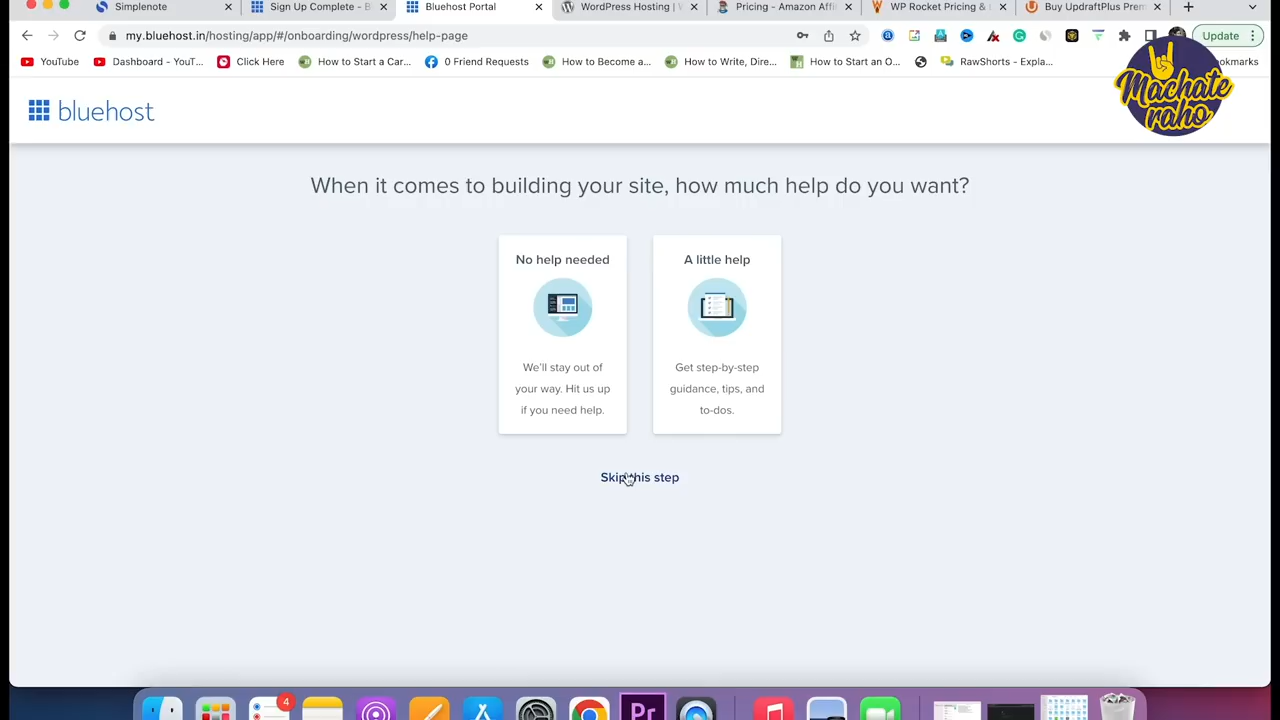 Simplenote
Sign Up Complete - B
Bluehost Portal
WordPress Hosting | W
Pricing - Amazon Affi
WP Rocket Pricing &
Buy UpdraftPlus Prem
my.bluehost.in/hosting/app/#/onboarding/wordpress/help-page
Update
YouTube
Dashboard - YouT...
Click Here
How to Start a Car...
0 Friend Requests
How to Become a...
How to Write, Dire...
How to Start an O...
RawShorts - Expla...
Machate
raho
bluehost
When it comes to building your site, how much help do you want?
No help needed
We'll stay out of
your way. Hit us up
if you need help.
A little help
Get step-by-step
guidance, tips, and
to-dos.
Skip this step
4
Pr